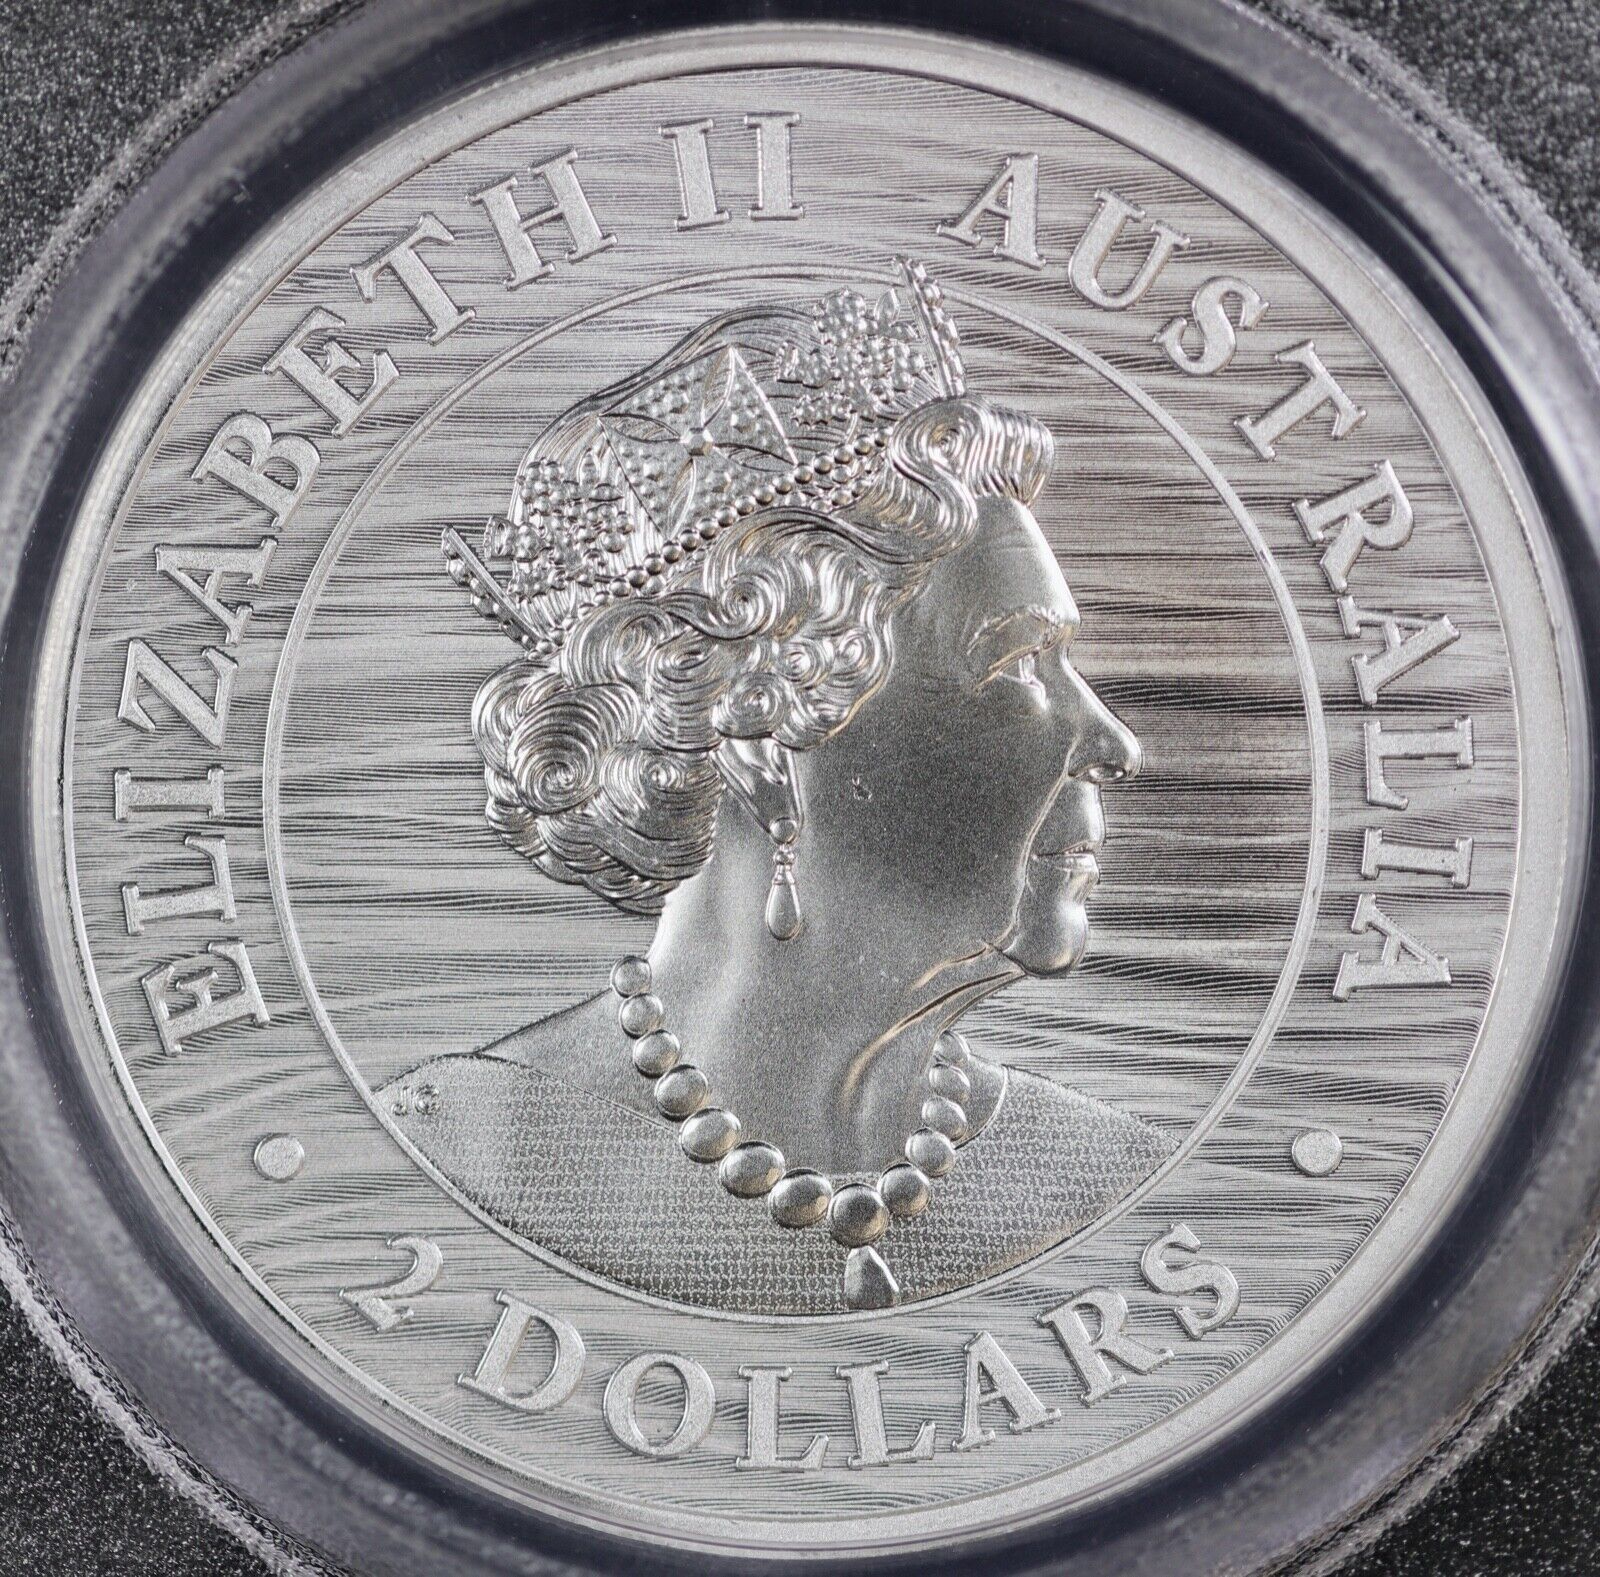 ELIZABETH II AUSTRALIA
JC
• 2 DOLLARS •